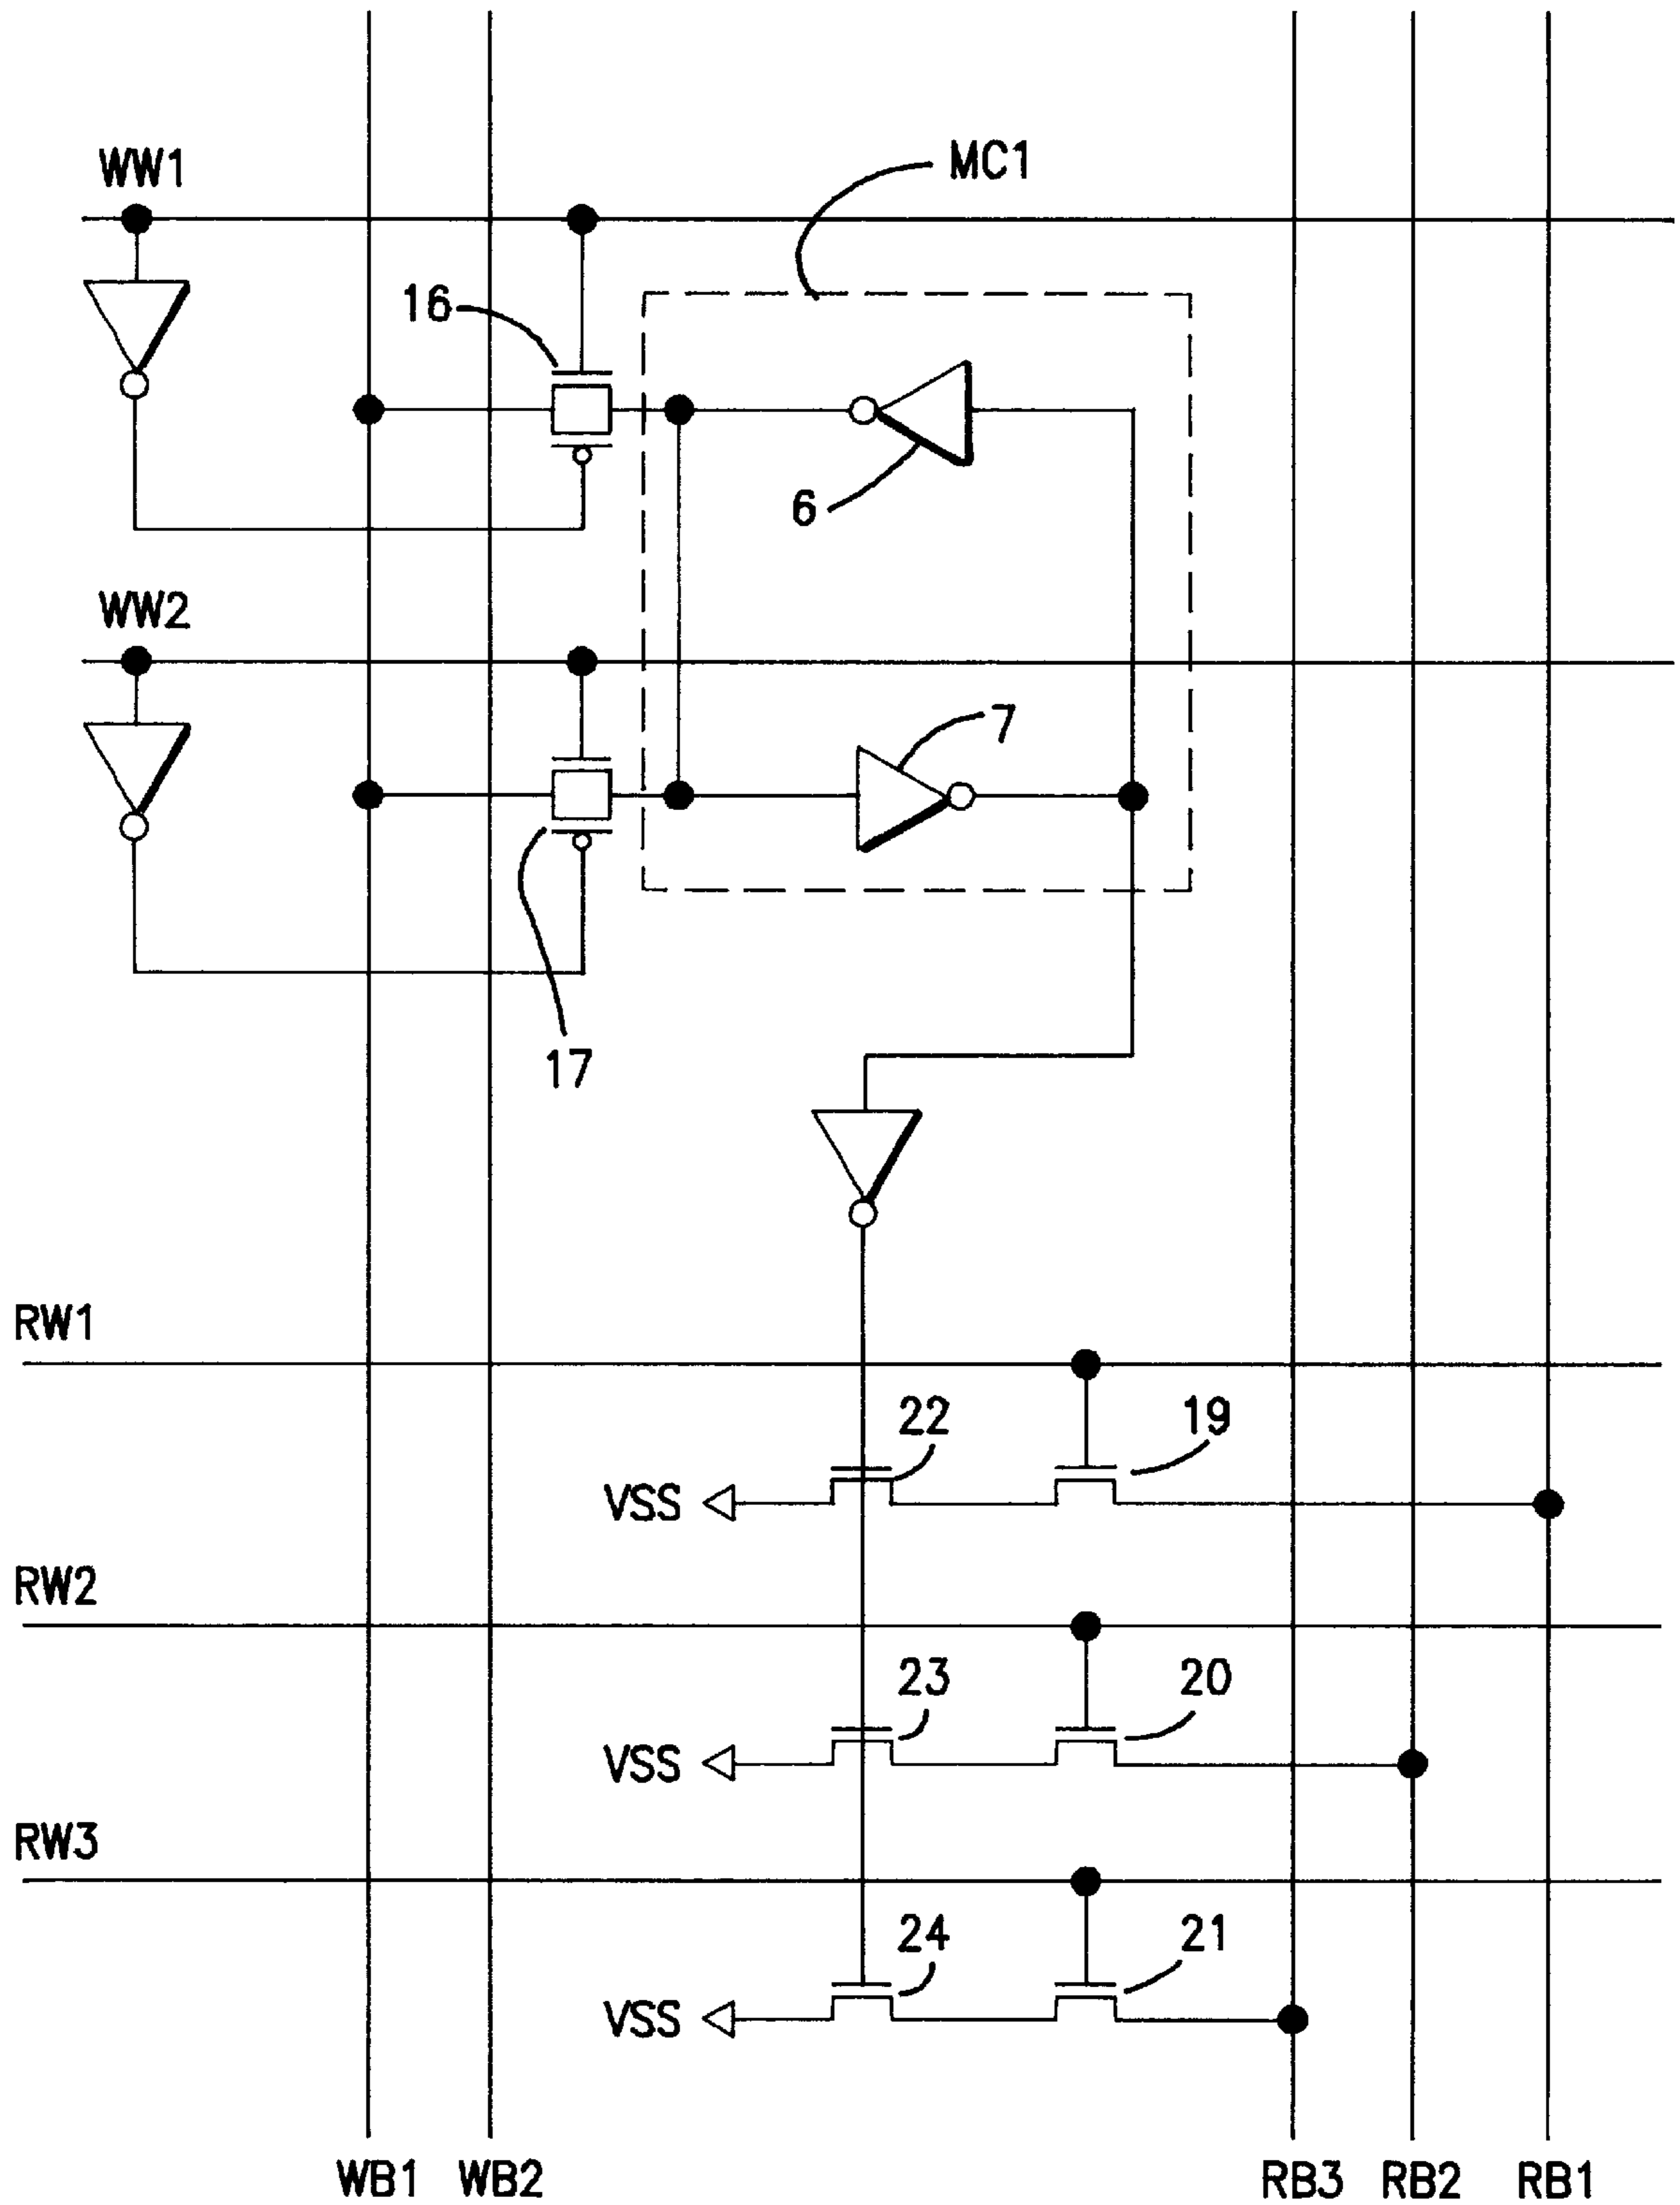 MC1
WW1
16
6
WW2
7
17
RW1
22
19
VSS
RW2
23
20
VSS
RW3
24
21
VSS
WB1 WB2 RB3 RB2 RB1